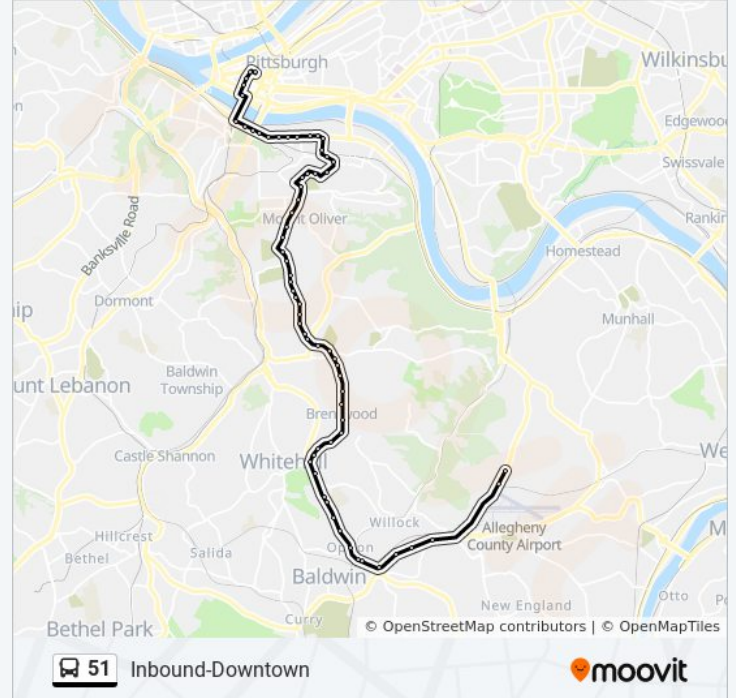 Pittsburgh
Wilkinsbu
Edgewoo
Swissvale
Rankin
Mount Oliver
Banksville Road
Homestead
Dormont
Munhall
hip
Baldwin
Township
unt Lebanon
Brentwood
Castle Shannon
Whitehall
We
Willock
Allegheny
County Airport
Hillcrest
Bethel
Salida
Option
Baldwin
M
New England
Otto
Pe
Curry
Bethel Park
© OpenStreetMap contributors | © OpenMapTiles
51 Inbound-Downtown
moovit